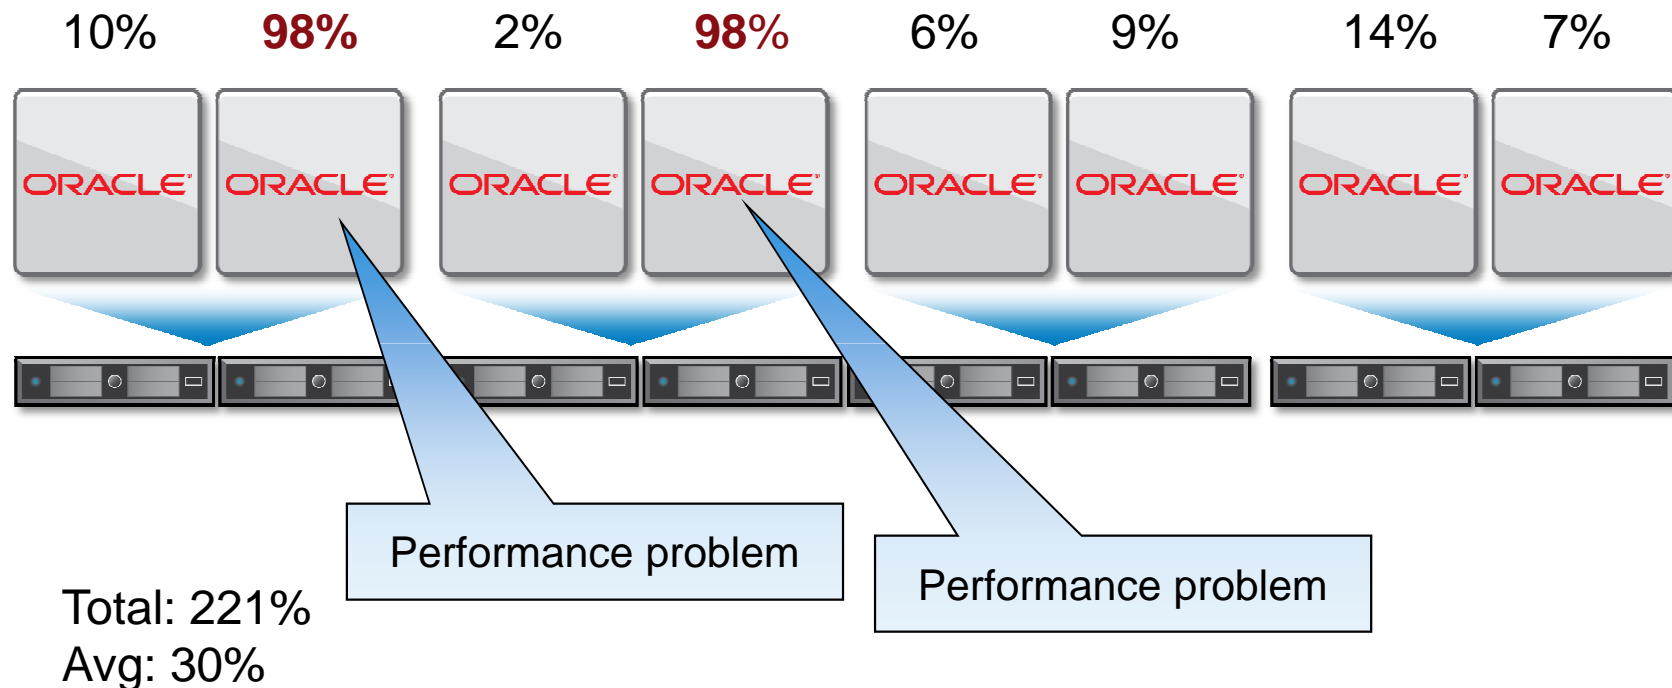 10% 98% 2% 98% 6% 9% 14% 7%
ORACLE ORACLE ORACLE ORACLE ORACLE ORACLE ORACLE ORACLE
Performance problem
Performance problem
Total: 221%
Avg: 30%